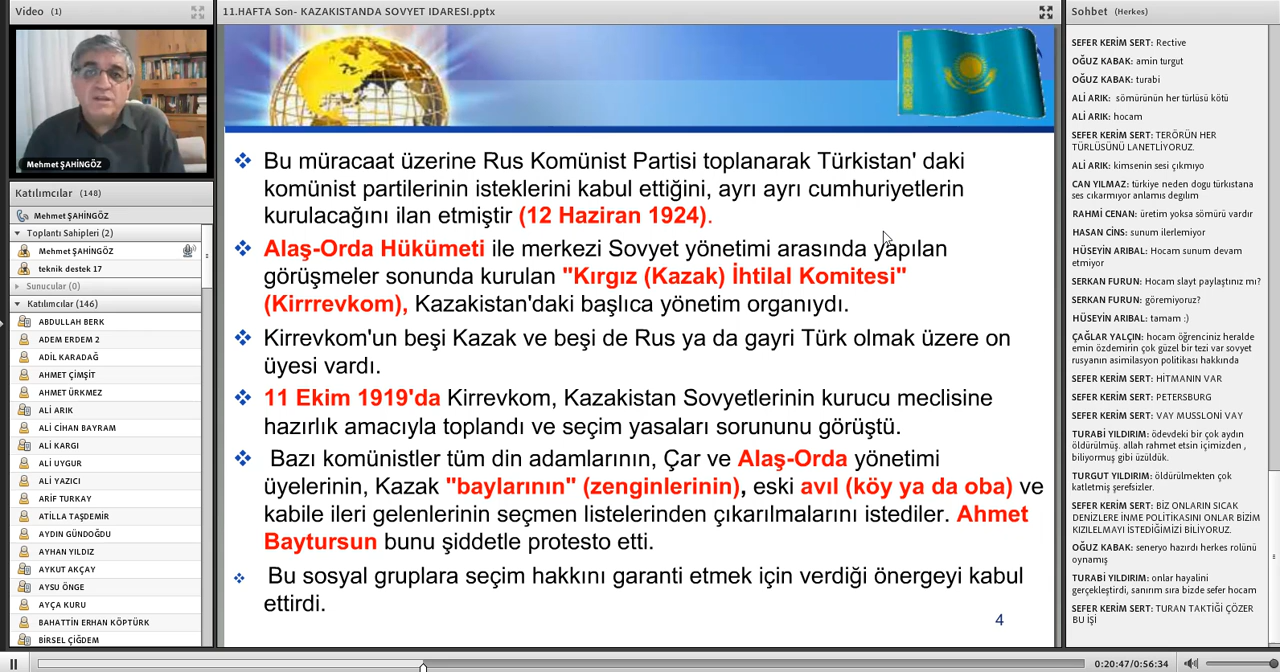 Video (1)
Mehmet ŞAHİNGÖZ
Katılımcılar (148)
Mehmet ŞAHİNGÖZ
Toplantı Sahipleri (2)
Mehmet ŞAHİNGÖZ
teknik destek 17
Sunucular (0)
Katılımcılar (146)
ABDULLAH BERK
ADEM ERDEM 2
ADİL KARADAĞ
AHMET ÇİMŞİT
AHMET ÜRKMEZ
ALİ ARIK
ALİ CİHAN BAYRAM
ALİ KARGI
ALİ UYGUR
ALİ YAZICI
ARİF TURKAY
ATİLLA TAŞDEMİR
AYDIN GÜNDOĞDU
AYHAN YILDIZ
AYKUT AKÇAY
AYSU ÖNGE
AYÇA KURU
BAHATTİN ERHAN KÖPTÜRK
BİRSEL ÇİĞDEM
11.HAFTA Son- KAZAKISTANDA SOVYET IDARESI.pptx
Bu müracaat üzerine Rus Komünist Partisi toplanarak Türkistan' daki
komünist partilerinin isteklerini kabul ettiğini, ayrı ayrı cumhuriyetlerin
kurulacağını ilan etmiştir (12 Haziran 1924).
Alaş-Orda Hükümeti ile merkezi Sovyet yönetimi arasında yapılan
görüşmeler sonunda kurulan "Kırgız (Kazak) İhtilal Komitesi"
(Kirrrevkom), Kazakistan'daki başlıca yönetim organıydı.
Kirrevkom'un beşi Kazak ve beşi de Rus ya da gayri Türk olmak üzere on
üyesi vardı.
11 Ekim 1919'da Kirrevkom, Kazakistan Sovyetlerinin kurucu meclisine
hazırlık amacıyla toplandı ve seçim yasaları sorununu görüştü.
Bazı komünistler tüm din adamlarının, Çar ve Alaş-Orda yönetimi
üyelerinin, Kazak "baylarının" (zenginlerinin), eski avıl (köy ya da oba) ve
kabile ileri gelenlerinin seçmen listelerinden çıkarılmalarını istediler. Ahmet
Baytursun bunu şiddetle protesto etti.
Bu sosyal gruplara seçim hakkını garanti etmek için verdiği önergeyi kabul
ettirdi.
4
Sohbet (Herkes)
SEFER KERİM SERT: Rective
OĞUZ KABAK: amin turgut
OĞUZ KABAK: turabi
ALİ ARIK: sömürünün her türlüsü kötü
ALİ ARIK: hocam
SEFER KERİM SERT: TERÖRÜN HER
TÜRLÜSÜNÜ LANETLİYORUZ.
ALİ ARIK: kimsenin sesi çıkmıyo
CAN YILMAZ: türkiye neden dogu türkıstana
ses cıkarmıyor anlamıs degılım
RAHMİ CENAN: üretim yoksa sömürü vardır
HASAN CİNS: sunum ilerlemiyor
HÜSEYİN ARIBAL: Hocam sunum devam
etmiyor
SERKAN FURUN: Hocam slayt paylaştınız mı?
SERKAN FURUN: göremiyoruz?
HÜSEYİN ARIBAL: tamam :)
ÇAĞLAR YALÇIN: hocam öğrenciniz heralde
emin özdemirin çok güzel bir tezi var sovyet
rusyanın asimilasyon politikası hakkında
SEFER KERİM SERT: HİTMANIN VAR
SEFER KERİM SERT: PETERSBURG
SEFER KERİM SERT: VAY MUSSLONİ VAY
TURABİ YILDIRIM: ödevdeki bir çok aydın
öldürülmüş, allah rahmet etsin içimizden ,
biliyormuş gibi üzüldük.
TURGUT YILDIRIM: öldürülmekten çok
katletmiş şerefsizler.
SEFER KERİM SERT: BİZ ONLARIN SICAK
DENİZLERE İNME POLİTİKASINI ONLAR BİZİM
KIZILELMAYI İSTEDİĞİMİZİ BİLİYORUZ.
OĞUZ KABAK: seneryo hazırdı herkes rolünü
oynamış
TURABİ YILDIRIM: onlar hayalini
gerçekleştirdi, sanırım sıra bizde sefer hocam
SEFER KERİM SERT: TURAN TAKTİĞİ ÇÖZER
BU İŞİ
0:20:47/0:56:34